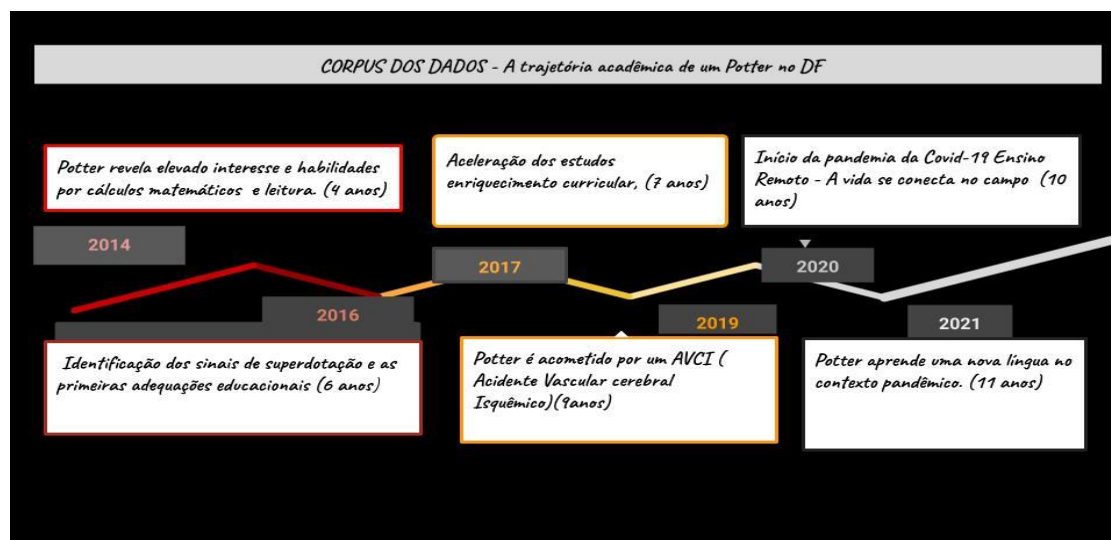 CORPUS DOS DADOS - A trajetória acadêmica de um Potter no DF
Potter revela elevado interesse e habilidades
por cálculos matemáticos e leitura. (4 anos)
2014
2016
Identificação dos sinais de superdotação e as
primeiras adequações educacionais (6 anos)
Aceleração dos estudos
enriquecimento curricular, (7 anos)
2017
2019
Potter é acometido por um AVCI (
Acidente Vascular cerebral
Isquêmico)(9anos)
Início da pandemia da Covid-19 Ensino
Remoto - A vida se conecta no campo (10
anos)
2020
2021
Potter aprende uma nova língua no
contexto pandêmico. (11 anos)